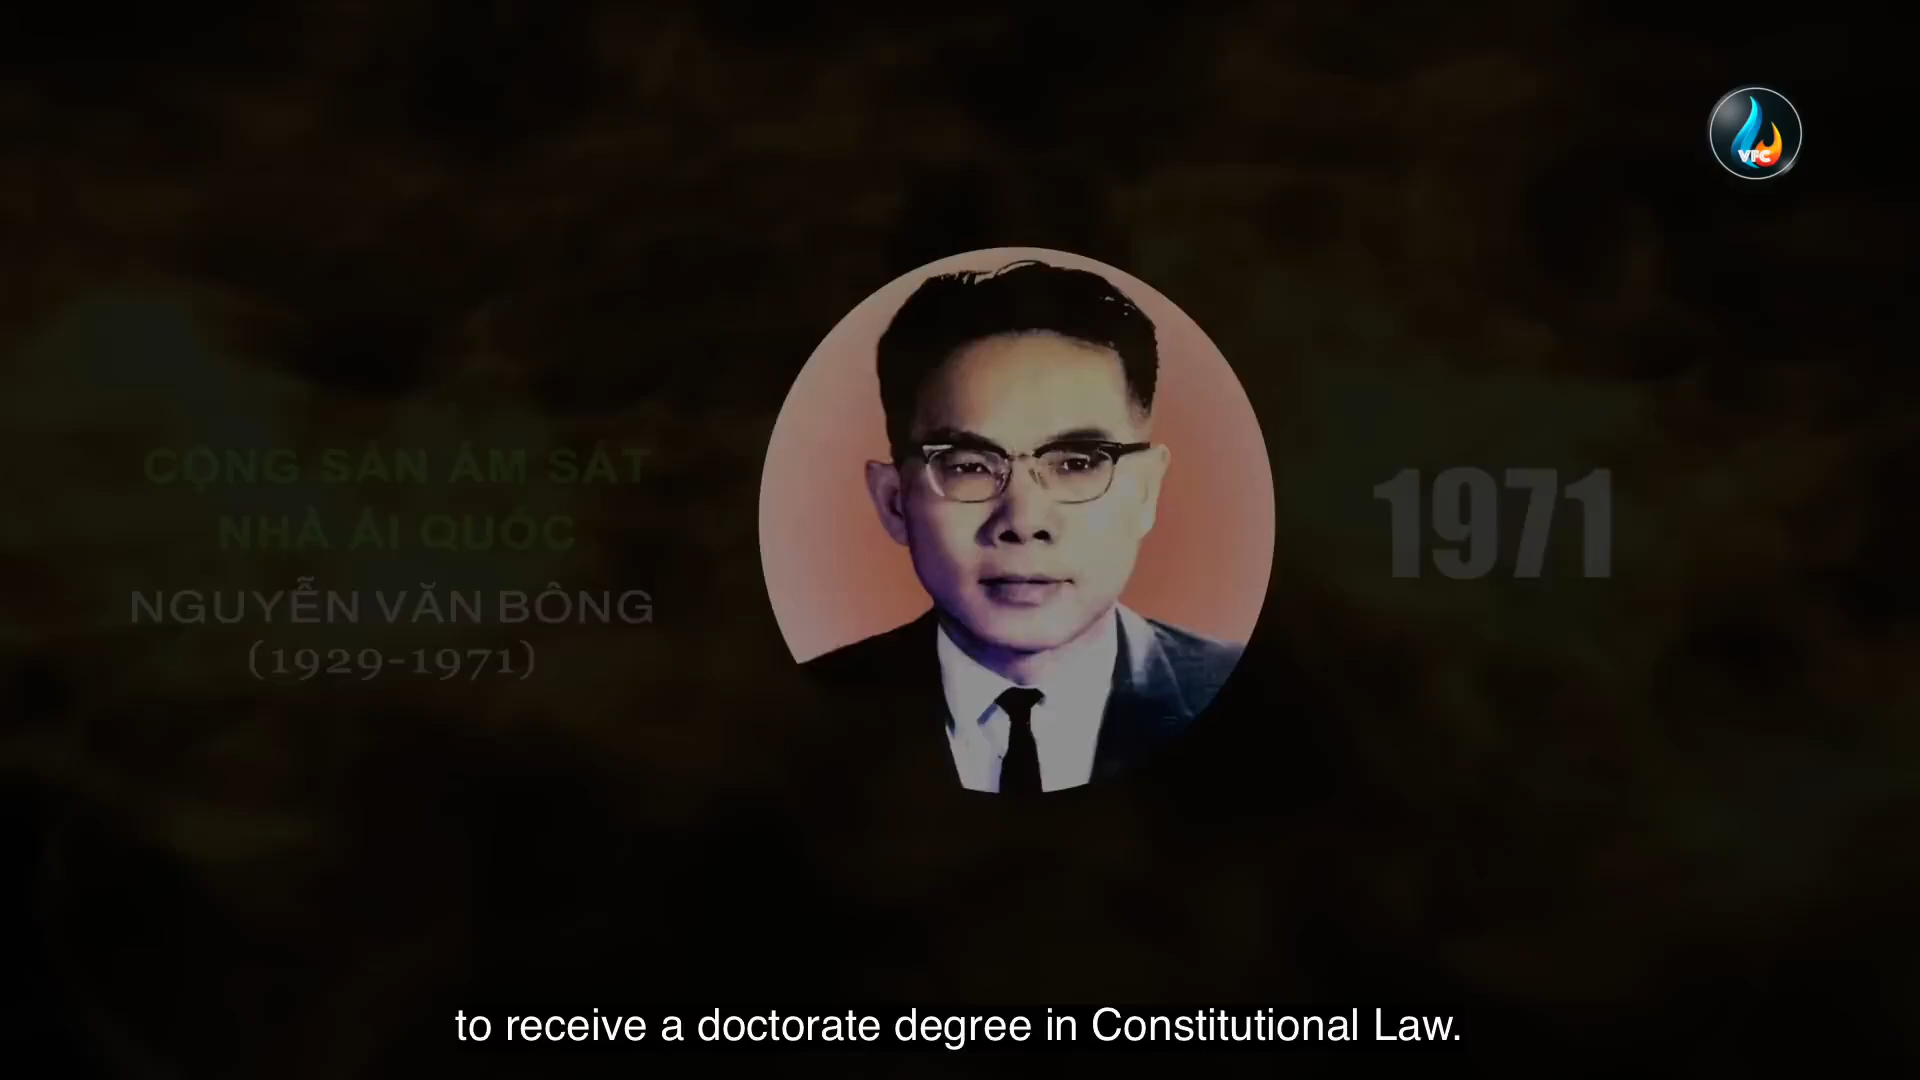 VFC
CỘNG SẢN ÁM SÁT
NHÀ ÁI QUỐC
NGUYỄN VĂN BÔNG
(1929-1971)
1971
to receive a doctorate degree in Constitutional Law.